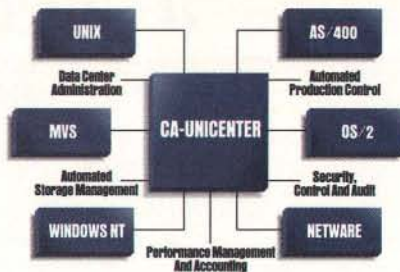 UNIX
AS/400
Data Center
Administration
Automated
Production Control
MVS
CA-UNICENTER
OS/2
Automated
Storage Management
Security,
Control And Audit
WINDOWS NT
NETWARE
Performance Management
And Accounting